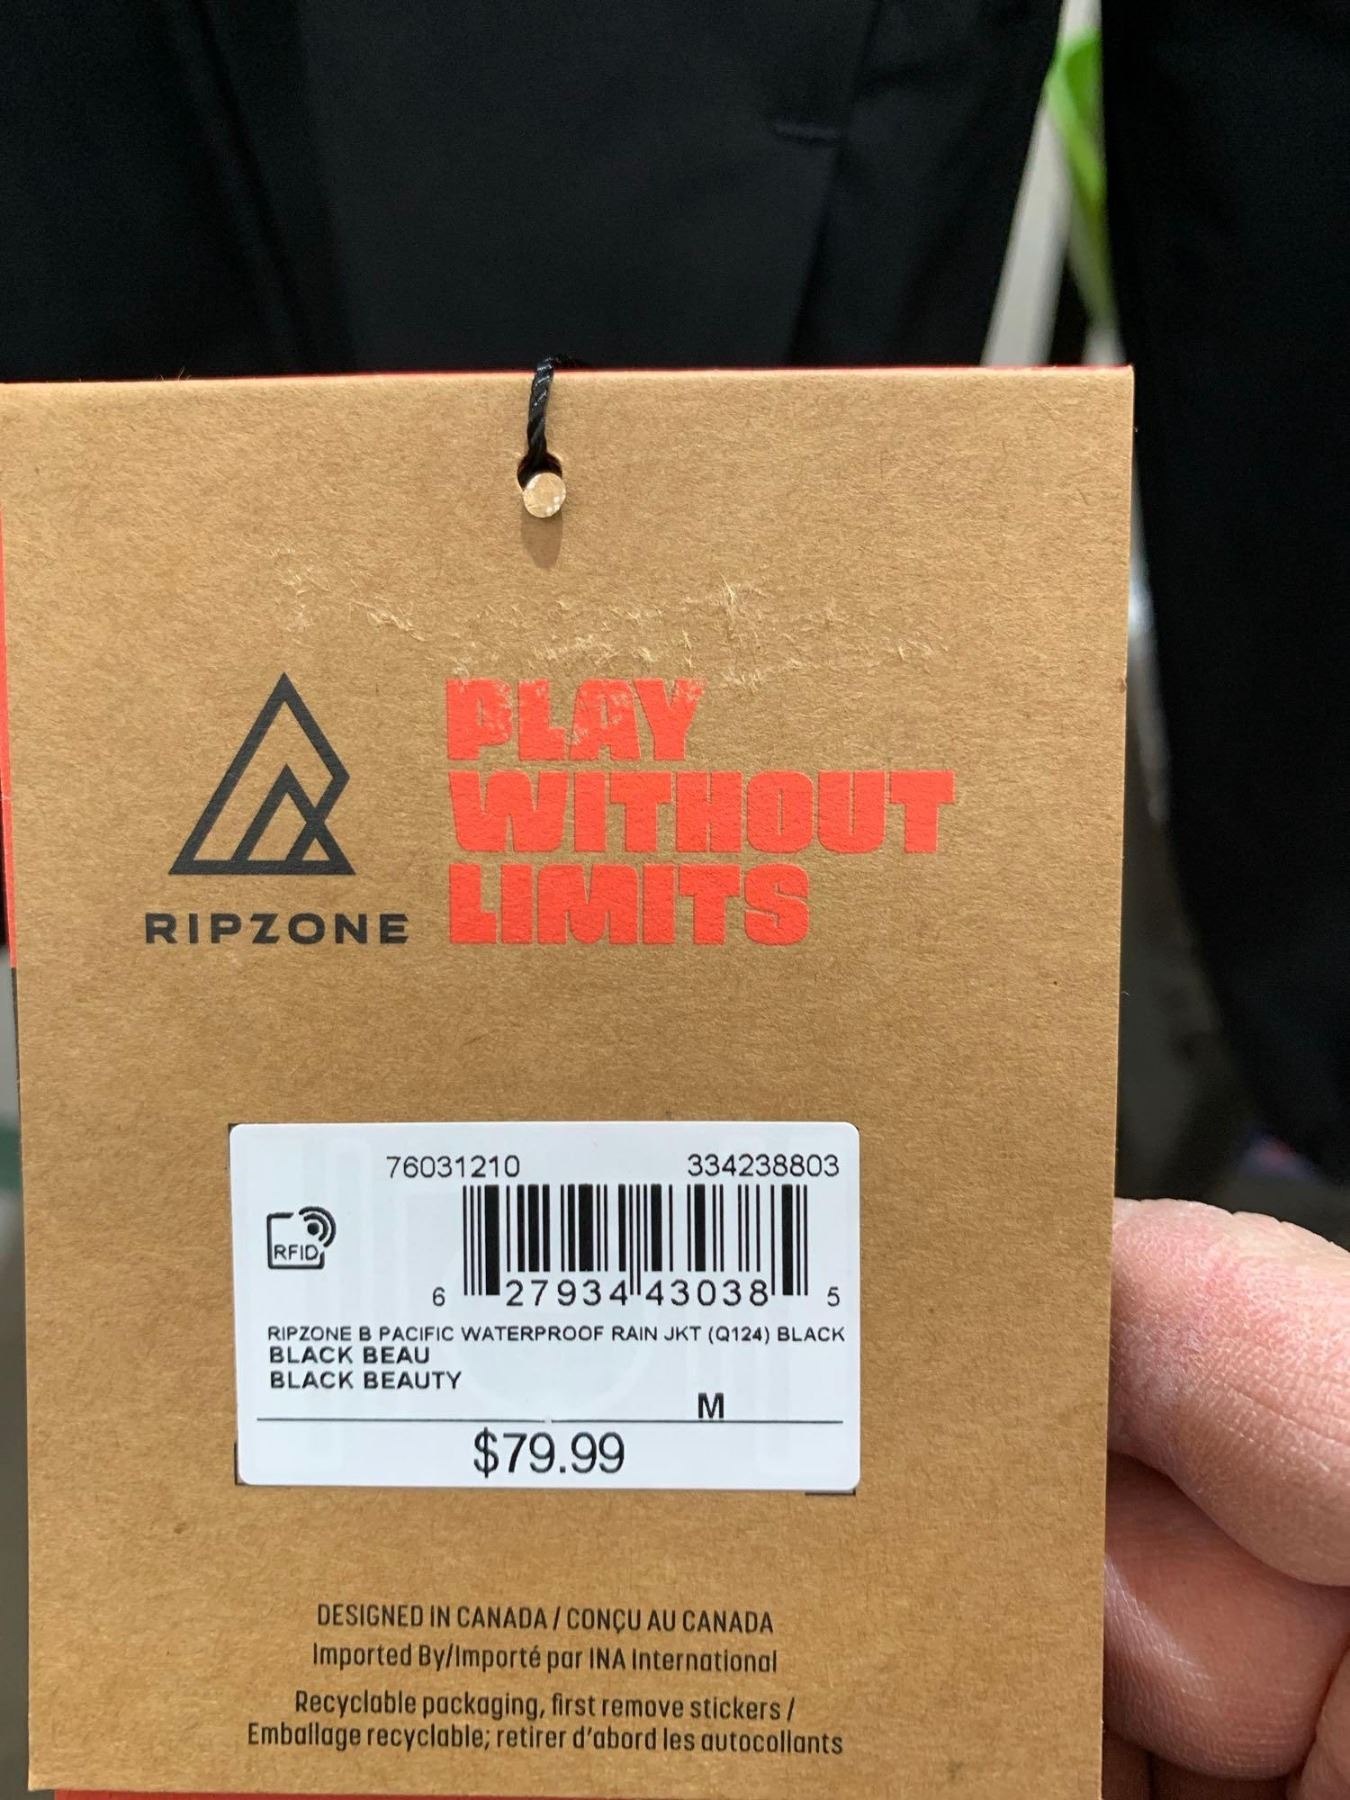 PLAY
WITHOUT
LIMITS
RIPZONE
76031210 334238803
RFID
6 27934 43038 5
RIPZONE B PACIFIC WATERPROOF RAIN JKT (Q124) BLACK
BLACK BEAU
BLACK BEAUTY
M
$79.99
DESIGNED IN CANADA / CONÇU AU CANADA
Imported By/Importé par INA International
Recyclable packaging, first remove stickers /
Emballage recyclable; retirer d'abord les autocollants